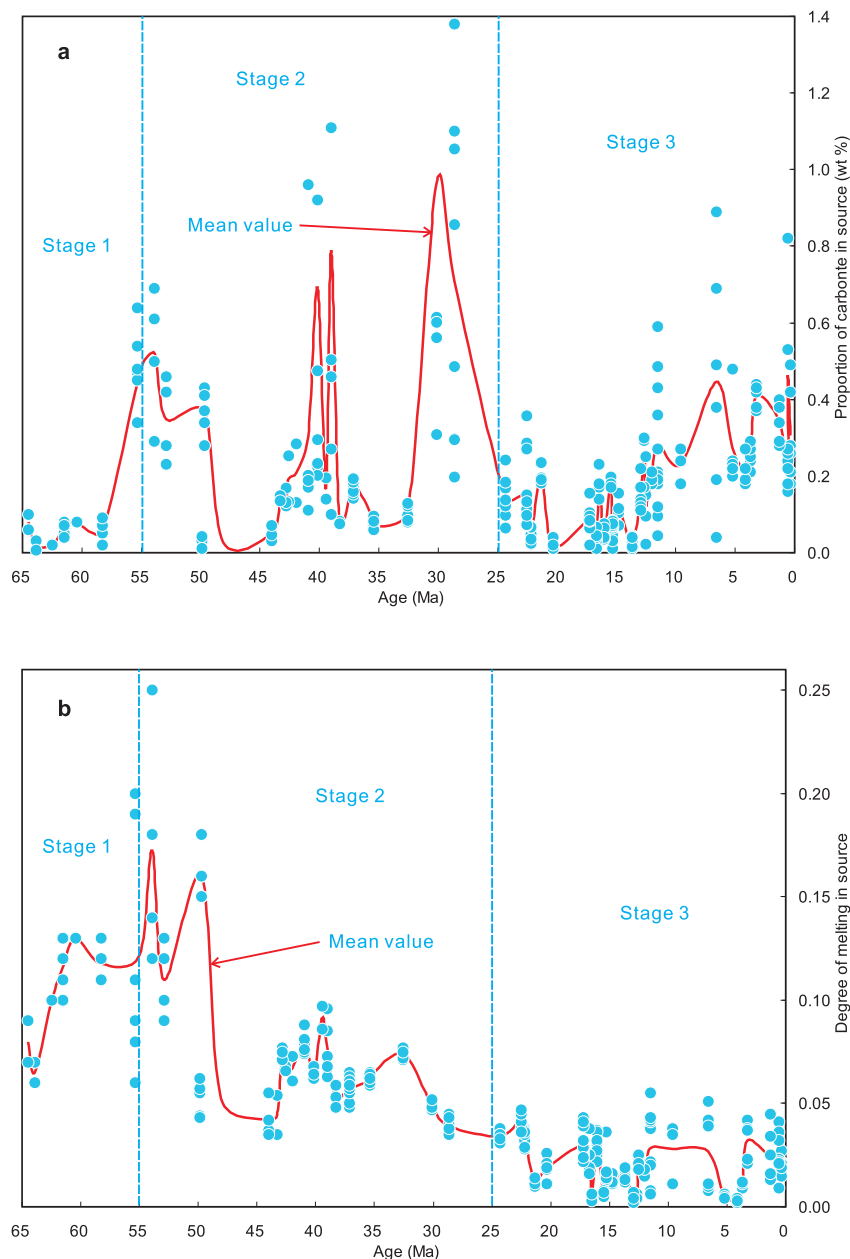 a
Stage 1
Stage 2
Stage 3
Mean value
1.4
1.2
1.0
0.8
0.6
0.4
0.2
0.0
Proportion of carbonte in source (wt %)
65 60 55 50 45 40 35 30 25 20 15 10 5 0
Age (Ma)
b
Stage 1
Stage 2
Stage 3
Mean value
0.25
0.20
0.15
0.10
0.05
0.00
Degree of melting in source
65 60 55 50 45 40 35 30 25 20 15 10 5 0
Age (Ma)